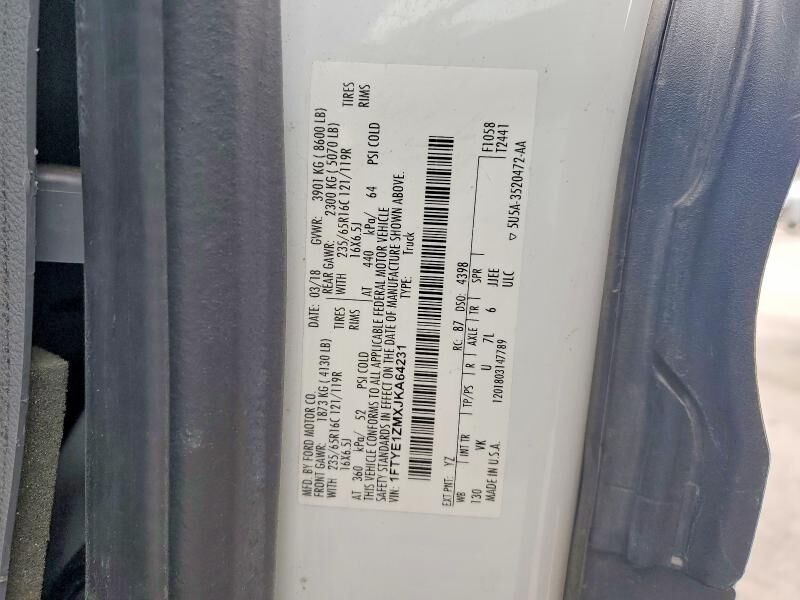 MFD. BY FORD MOTOR CO.
DATE: 03/18 GVWR: 3901 KG ( 8600 LB)
FRONT GAWR: 1873 KG ( 4130 LB) REAR GAWR: 2300 KG ( 5070 LB)
WITH 235/65R16C 121/119R TIRES WITH 235/65R16C 121/119R TIRES
16X6.5J RIMS 16X6.5J RIMS
AT 360 kPa/ 52 PSI COLD AT 440 kPa/ 64 PSI COLD
THIS VEHICLE CONFORMS TO ALL APPLICABLE FEDERAL MOTOR VEHICLE
SAFETY STANDARDS IN EFFECT ON THE DATE OF MANUFACTURE SHOWN ABOVE.
VIN: 1FTYE1ZMXJKA64231 TYPE: Truck
EXT PNT: YZ RC: 87 DSO: 4398 F1058
WB INT TR TP/PS R AXLE TR SPR T2441
130 VK U 7L 6 JJEE
MADE IN U.S.A. 1201803147789 ULC
▽ 5U5A-3520472-AA